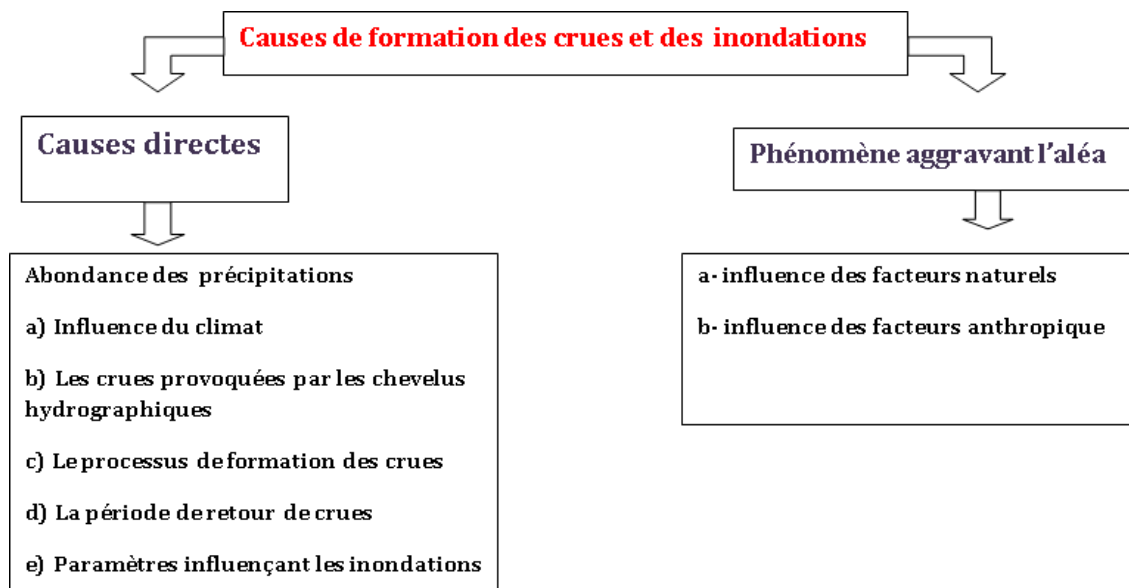 Causes de formation des crues et des inondations
Causes directes
Phénomène aggravant l'aléa
Abondance des précipitations
a) Influence du climat
b) Les crues provoquées par les chevelus
hydrographiques
c) Le processus de formation des crues
d) La période de retour de crues
e) Paramètres influençant les inondations
a- influence des facteurs naturels
b- influence des facteurs anthropique